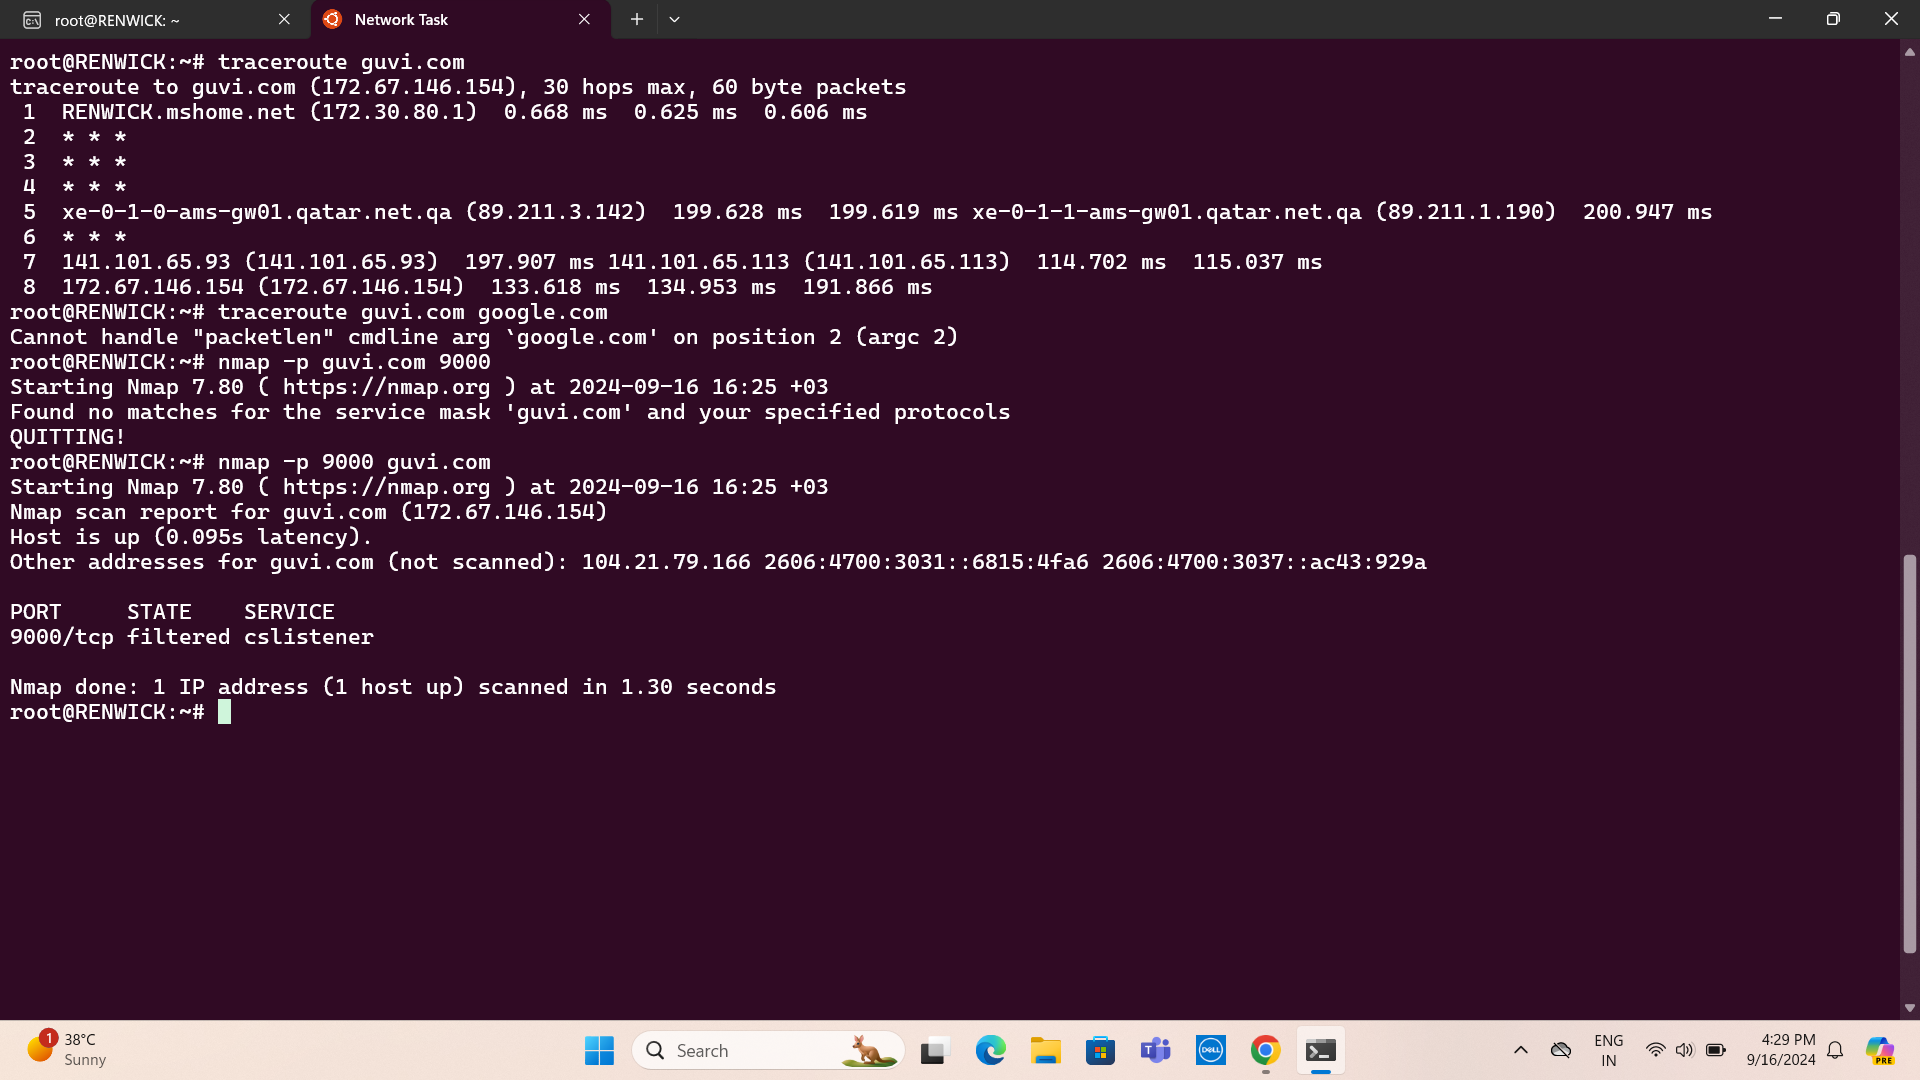 root@RENWICK: ~
Network Task
root@RENWICK:~# traceroute guvi.com
traceroute to guvi.com (172.67.146.154), 30 hops max, 60 byte packets
 1  RENWICK.mshome.net (172.30.80.1)  0.668 ms  0.625 ms  0.606 ms
 2  * * *
 3  * * *
 4  * * *
 5  xe-0-1-0-ams-gw01.qatar.net.qa (89.211.3.142)  199.628 ms  199.619 ms xe-0-1-1-ams-gw01.qatar.net.qa (89.211.1.190)  200.947 ms
 6  * * *
 7  141.101.65.93 (141.101.65.93)  197.907 ms 141.101.65.113 (141.101.65.113)  114.702 ms  115.037 ms
 8  172.67.146.154 (172.67.146.154)  133.618 ms  134.953 ms  191.866 ms
root@RENWICK:~# traceroute guvi.com google.com
Cannot handle "packetlen" cmdline arg `google.com' on position 2 (argc 2)
root@RENWICK:~# nmap -p guvi.com 9000
Starting Nmap 7.80 ( https://nmap.org ) at 2024-09-16 16:25 +03
Found no matches for the service mask 'guvi.com' and your specified protocols
QUITTING!
root@RENWICK:~# nmap -p 9000 guvi.com
Starting Nmap 7.80 ( https://nmap.org ) at 2024-09-16 16:25 +03
Nmap scan report for guvi.com (172.67.146.154)
Host is up (0.095s latency).
Other addresses for guvi.com (not scanned): 104.21.79.166 2606:4700:3031::6815:4fa6 2606:4700:3037::ac43:929a
PORT     STATE    SERVICE
9000/tcp filtered cslistener
Nmap done: 1 IP address (1 host up) scanned in 1.30 seconds
root@RENWICK:~#
1
38°C
Sunny
Search
T
DELL
ENG
IN
4:29 PM
9/16/2024
PRE